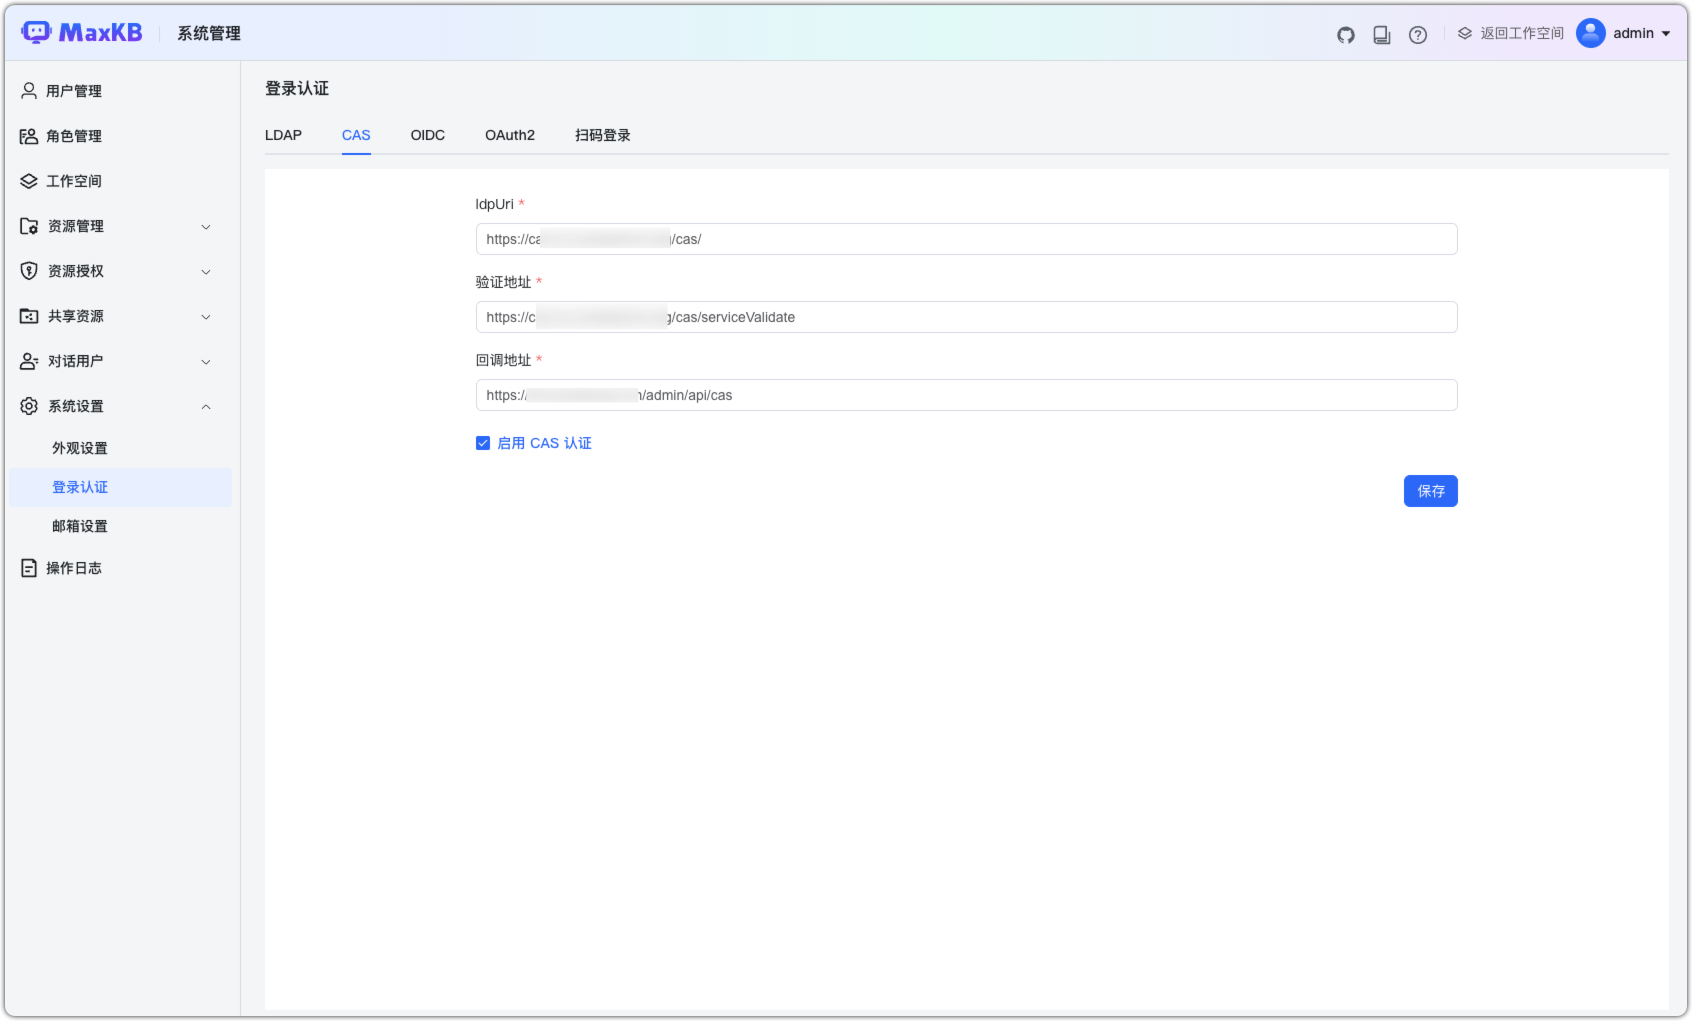 MaxKB
系统管理
返回工作空间
admin
用户管理
角色管理
工作空间
资源管理
资源授权
共享资源
对话用户
系统设置
外观设置
登录认证
邮箱设置
操作日志
登录认证
LDAP CAS OIDC OAuth2 扫码登录
IdpUri *
https://ca /cas/
验证地址 *
https://c /cas/serviceValidate
回调地址 *
https:// /admin/api/cas
启用 CAS 认证
保存